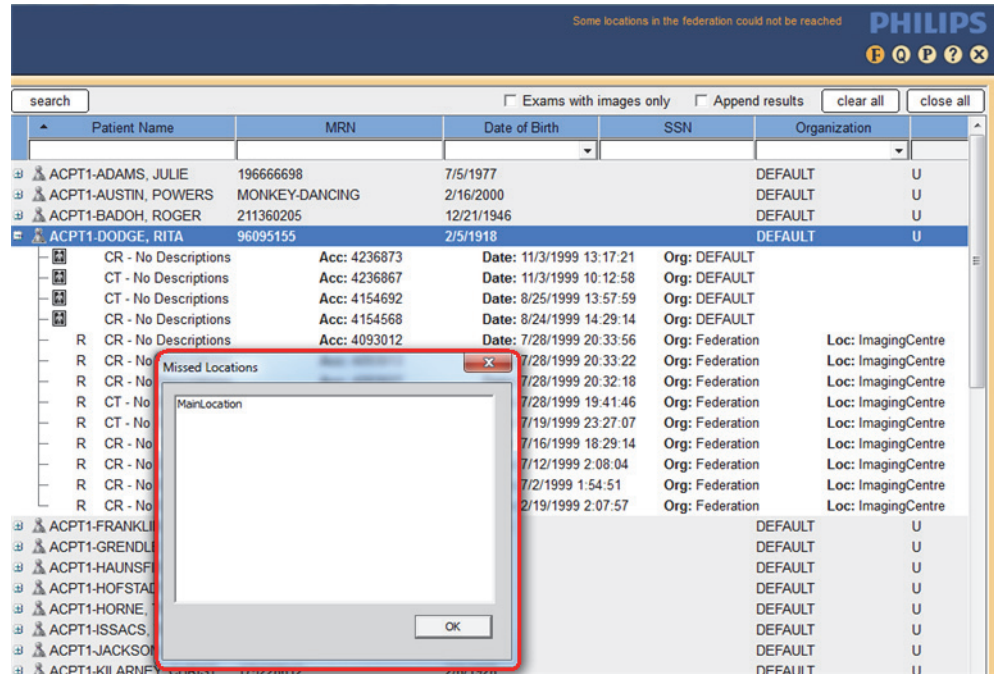 Some locations in the federation could not be reached PHILIPS
F Q P ? X
search Exams with images only Append results clear all close all
Patient Name MRN Date of Birth SSN Organization
ACPT1-ADAMS, JULIE 196666698 7/5/1977 DEFAULT U
ACPT1-AUSTIN, POWERS MONKEY-DANCING 2/16/2000 DEFAULT U
ACPT1-BADOH, ROGER 211360205 12/21/1946 DEFAULT U
ACPT1-DODGE, RITA 96095155 2/5/1918 DEFAULT U
CR - No Descriptions Acc: 4236873 Date: 11/3/1999 13:17:21 Org: DEFAULT
CT - No Descriptions Acc: 4236867 Date: 11/3/1999 10:12:58 Org: DEFAULT
CT - No Descriptions Acc: 4154692 Date: 8/25/1999 13:57:59 Org: DEFAULT
CR - No Descriptions Acc: 4154568 Date: 8/24/1999 14:29:14 Org: DEFAULT
R CR - No Descriptions Acc: 4093012 Date: 7/28/1999 20:33:56 Org: Federation Loc: ImagingCentre
R CR - No 7/28/1999 20:33:22 Org: Federation Loc: ImagingCentre
Missed Locations
R CR - No 7/28/1999 20:32:18 Org: Federation Loc: ImagingCentre
R CT - No 7/28/1999 19:41:46 Org: Federation Loc: ImagingCentre
MainLocation
R CT - No 7/19/1999 23:27:07 Org: Federation Loc: ImagingCentre
R CR - No 7/16/1999 18:29:14 Org: Federation Loc: ImagingCentre
R CR - No 7/12/1999 2:08:04 Org: Federation Loc: ImagingCentre
R CR - No 7/2/1999 1:54:51 Org: Federation Loc: ImagingCentre
R CR - No 2/19/1999 2:07:57 Org: Federation Loc: ImagingCentre
ACPT1-FRANKLI DEFAULT U
ACPT1-GRENDL DEFAULT U
ACPT1-HAUNSF DEFAULT U
ACPT1-HOFSTAD DEFAULT U
ACPT1-HORNE, DEFAULT U
ACPT1-ISSACS, DEFAULT U
OK
ACPT1-JACKSON DEFAULT U
ACPT1-KILARNEY DEFAULT U